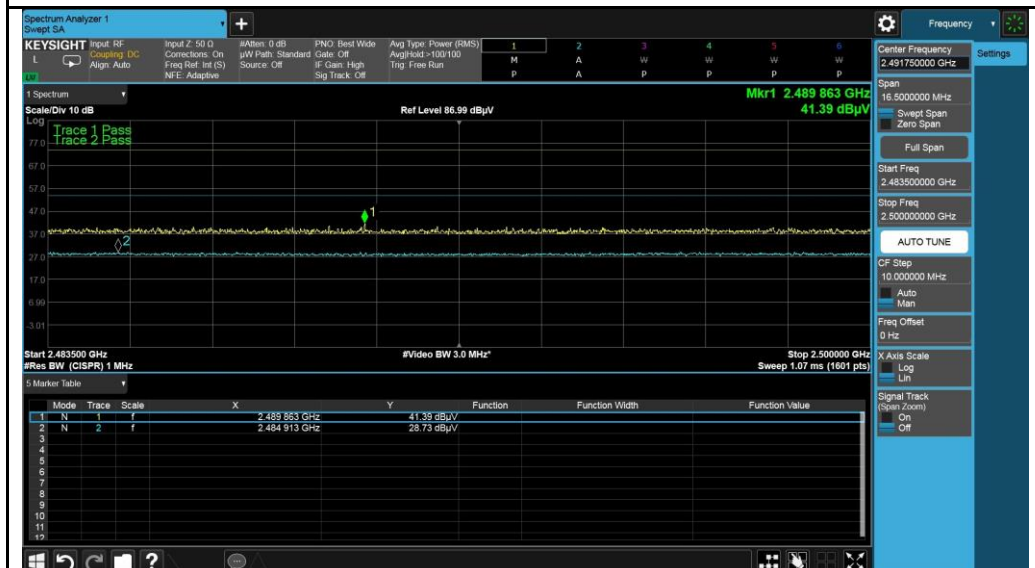 Spectrum Analyzer 1
Swept SA
+
Frequency
KEYSIGHT
L
Input: RF
Coupling: DC
Align: Auto
Input Z: 50 Ω
Corrections: On
Freq Ref: Int (S)
NFE: Adaptive
#Atten: 0 dB
µW Path: Standard
Source: Off
PNO: Best Wide
Gate: Off
IF Gain: High
Sig Track: Off
Avg Type: Power (RMS)
Avg|Hold:>100/100
Trig: Free Run
1 2 3 4 5 6
M A W W W W
P A P P P P
1 Spectrum
Scale/Div 10 dB
Log
Ref Level 86.99 dBµV
Mkr1 2.489 863 GHz
41.39 dBµV
Trace 1 Pass
Trace 2 Pass
77.0
67.0
57.0
47.0
37.0
27.0
17.0
6.99
-3.01
1
2
Start 2.483500 GHz
#Res BW (CISPR) 1 MHz
#Video BW 3.0 MHz*
Stop 2.500000 GHz
Sweep 1.07 ms (1601 pts)
5 Marker Table
Mode Trace Scale X Y Function Function Width Function Value
1 N 1 f 2.489 863 GHz 41.39 dBµV
2 N 2 f 2.484 913 GHz 28.73 dBµV
3
4
5
6
7
8
9
10
11
12
?
Center Frequency
2.491750000 GHz
Settings
Span
16.5000000 MHz
Swept Span
Zero Span
Full Span
Start Freq
2.483500000 GHz
Stop Freq
2.500000000 GHz
AUTO TUNE
CF Step
10.000000 MHz
Auto
Man
Freq Offset
0 Hz
X Axis Scale
Log
Lin
Signal Track
(Span Zoom)
On
Off